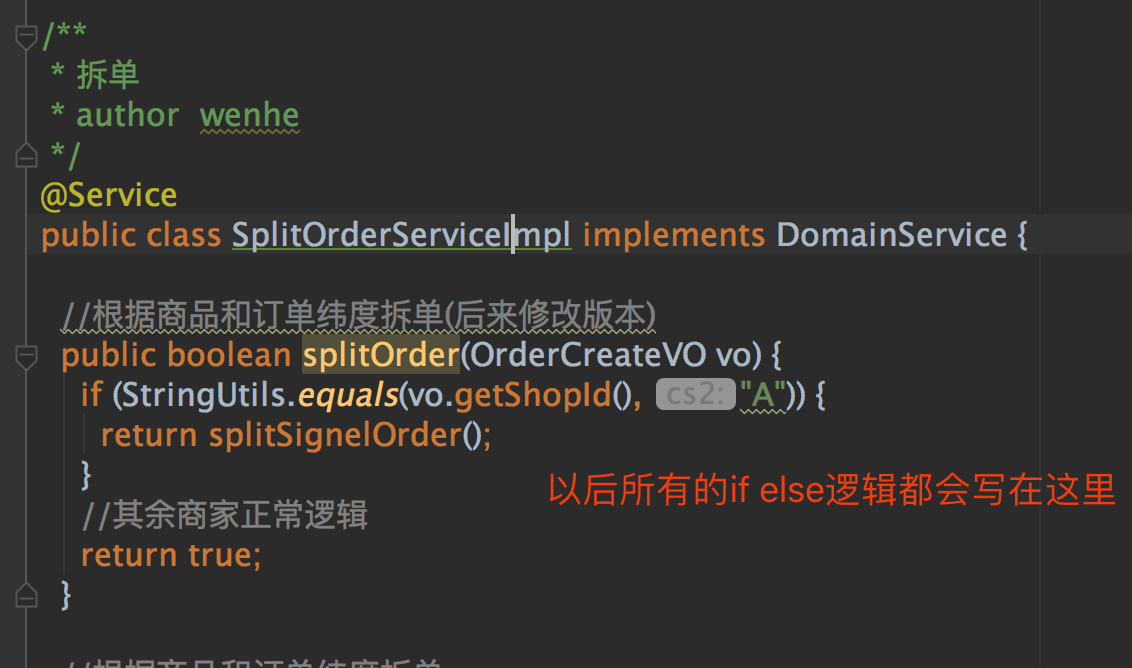 /**
* 拆单
* author wenhe
*/
@Service
public class SplitOrderServiceImpl implements DomainService {
//根据商品和订单纬度拆单(后来修改版本)
public boolean splitOrder(OrderCreateVO vo) {
if (StringUtils.equals(vo.getShopId(), cs2: "A")) {
return splitSignelOrder();
}
以后所有的if else逻辑都会写在这里
//其余商家正常逻辑
return true;
}
//根据商品和订单纬度拆单